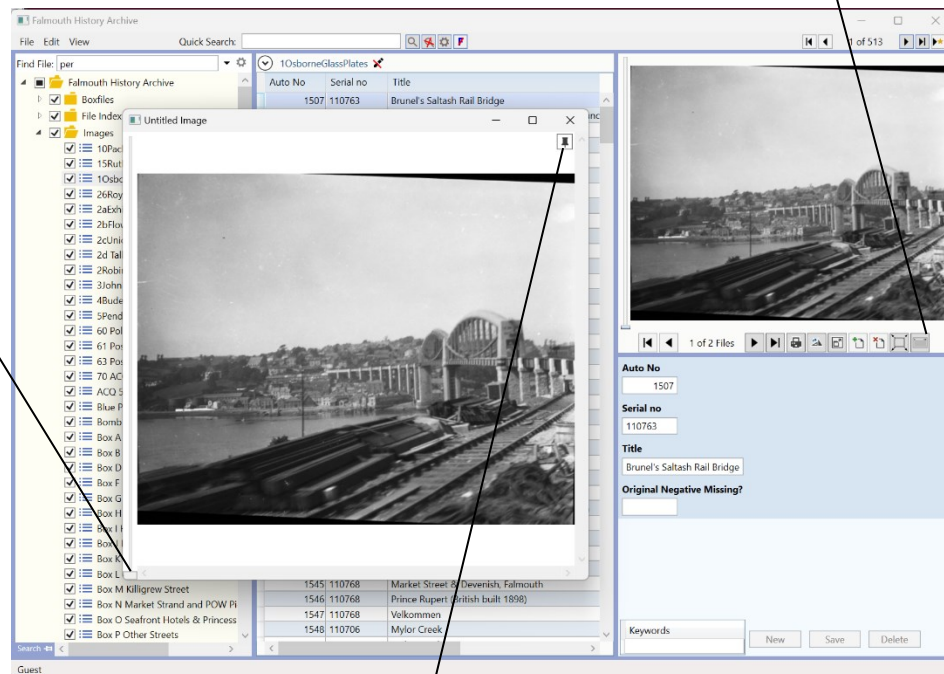 Falmouth History Archive
File Edit View Quick Search:
of 513
Find File: per
1OsborneGlassPlates
Falmouth History Archive
Boxfiles
File Index
Images
10Pac
15Rut
1Osbo
26Roy
2aExh
2bFlov
2cUnic
2d Tal
2Robi
3John
4Bude
5Pend
60 Pol
61 Pos
63 Pos
70 AC
ACQ 5
Blue P
Bomb
Box A
Box B
Box D
Box F
Box G
Box H
Box I
Box K
Box L
Box M Killigrew Street
Box N Market Strand and POW Pi
Box O Seafront Hotels & Princess
Box P Other Streets
Search
Guest
Auto No Serial no Title
1507 110763 Brunel's Saltash Rail Bridge
Untitled Image
1545 110768 Market Street & Devenish, Falmouth
1546 110768 Prince Rupert (British built 1898)
1547 110768 Velkommen
1548 110706 Mylor Creek
1 of 2 Files
Auto No
1507
Serial no
110763
Title
Brunel's Saltash Rail Bridge
Original Negative Missing?
Keywords
New Save Delete